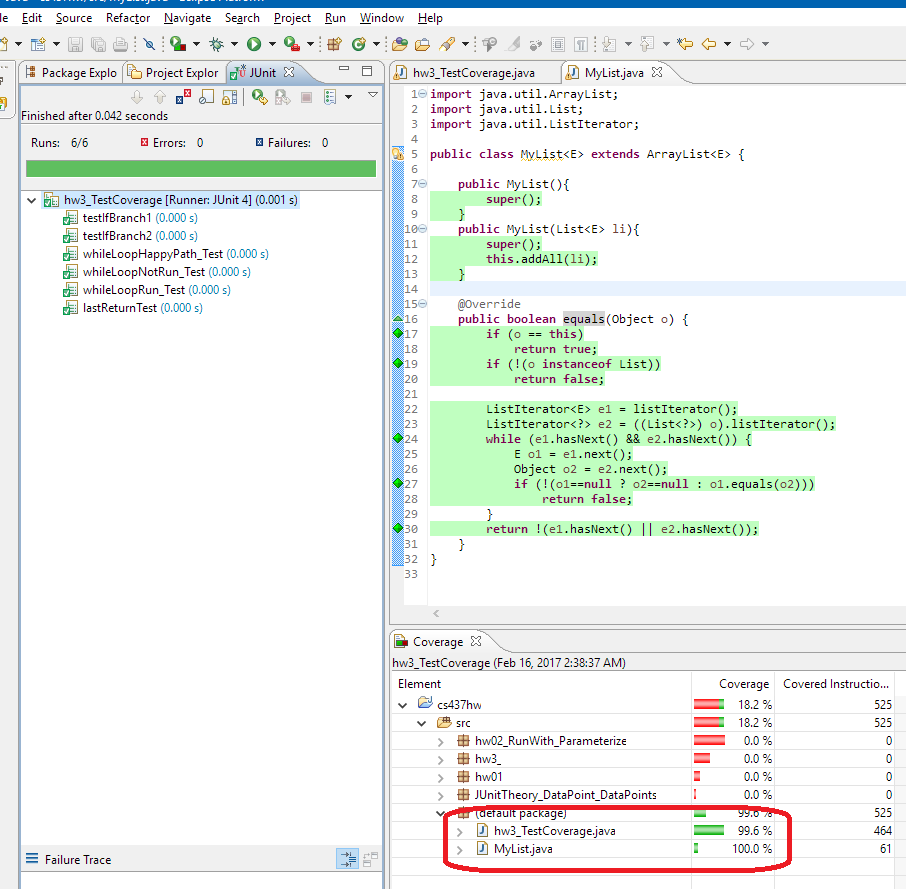 Edit Source Refactor Navigate Search Project Run Window Help
Package Explo Project Explor JUnit
Finished after 0.042 seconds
Runs: 6/6 Errors: 0 Failures: 0
hw3_TestCoverage [Runner: JUnit 4] (0.001 s)
testIfBranch1 (0.000 s)
testIfBranch2 (0.000 s)
whileLoopHappyPath_Test (0.000 s)
whileLoopNotRun_Test (0.000 s)
whileLoopRun_Test (0.000 s)
lastReturnTest (0.000 s)
Failure Trace
hw3_TestCoverage.java MyList.java
1 import java.util.ArrayList;
2 import java.util.List;
3 import java.util.ListIterator;
4
5 public class MyList<E> extends ArrayList<E> {
6
7 public MyList(){
8 super();
9 }
10 public MyList(List<E> li){
11 super();
12 this.addAll(li);
13 }
14
15 @Override
16 public boolean equals(Object o) {
17 if (o == this)
18 return true;
19 if (!(o instanceof List))
20 return false;
21
22 ListIterator<E> e1 = listIterator();
23 ListIterator<?> e2 = ((List<?>) o).listIterator();
24 while (e1.hasNext() && e2.hasNext()) {
25 E o1 = e1.next();
26 Object o2 = e2.next();
27 if (!(o1==null ? o2==null : o1.equals(o2)))
28 return false;
29 }
30 return !(e1.hasNext() || e2.hasNext());
31 }
32 }
33
Coverage
hw3_TestCoverage (Feb 16, 2017 2:38:37 AM)
Element Coverage Covered Instructio...
cs437hw 18.2 % 525
src 18.2 % 525
hw02_RunWith_Parameterize 0.0 % 0
hw3_ 0.0 % 0
hw01 0.0 % 0
JUnitTheory_DataPoint_DataPoints 0.0 % 0
(default package) 99.6 % 525
hw3_TestCoverage.java 99.6 % 464
MyList.java 100.0 % 61